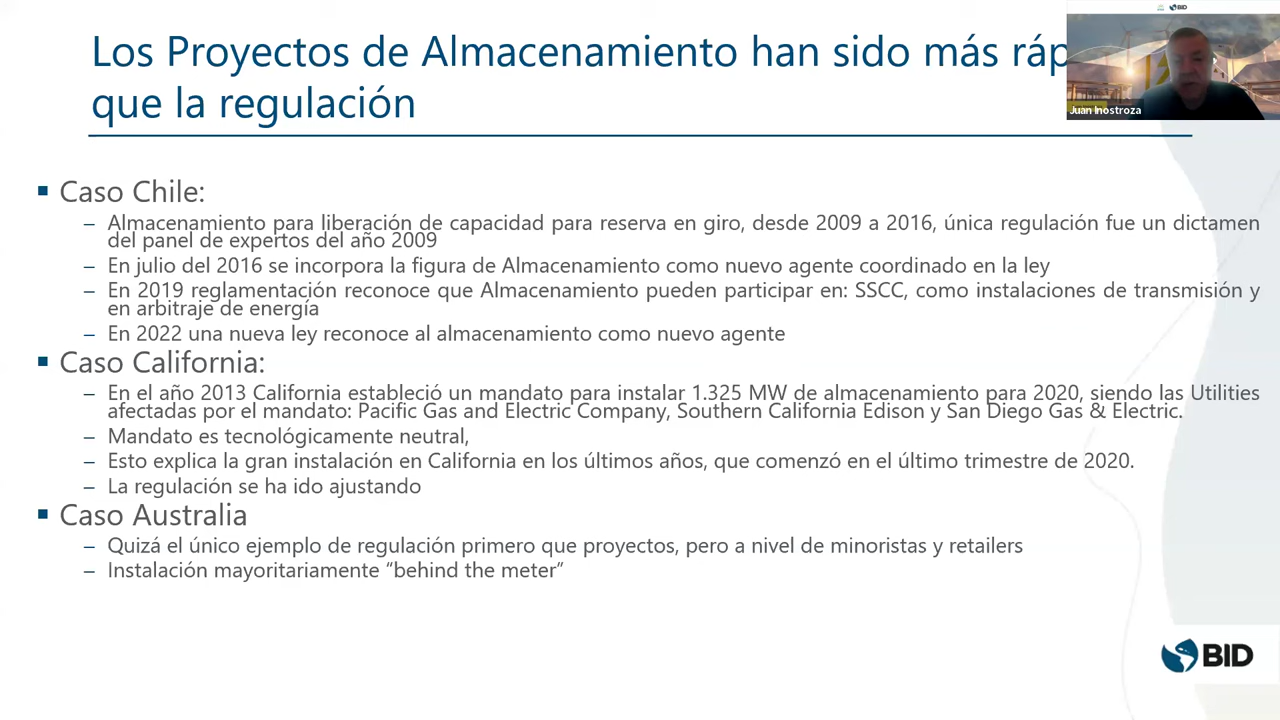 Los Proyectos de Almacenamiento han sido más ráp
que la regulación
BID
Juan Inostroza
▪ Caso Chile:
– Almacenamiento para liberación de capacidad para reserva en giro, desde 2009 a 2016, única regulación fue un dictamen
del panel de expertos del año 2009
– En julio del 2016 se incorpora la figura de Almacenamiento como nuevo agente coordinado en la ley
– En 2019 reglamentación reconoce que Almacenamiento pueden participar en: SSCC, como instalaciones de transmisión y
en arbitraje de energía
– En 2022 una nueva ley reconoce al almacenamiento como nuevo agente
▪ Caso California:
– En el año 2013 California estableció un mandato para instalar 1.325 MW de almacenamiento para 2020, siendo las Utilities
afectadas por el mandato: Pacific Gas and Electric Company, Southern California Edison y San Diego Gas & Electric.
– Mandato es tecnológicamente neutral,
– Esto explica la gran instalación en California en los últimos años, que comenzó en el último trimestre de 2020.
– La regulación se ha ido ajustando
▪ Caso Australia
– Quizá el único ejemplo de regulación primero que proyectos, pero a nivel de minoristas y retailers
– Instalación mayoritariamente “behind the meter”
BID